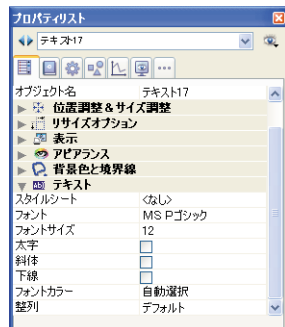 プロパティリスト
テキスト17
オブジェクト名 テキスト17
位置調整&サイズ調整
リサイズオプション
表示
アピアランス
背景色と境界線
テキスト
スタイルシート <なし>
フォント MS Pゴシック
フォントサイズ 12
太字
斜体
下線
フォントカラー 自動選択
整列 デフォルト